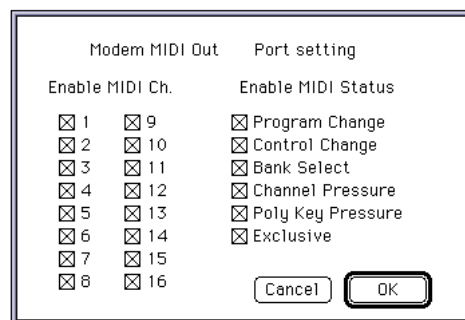 Modem MIDI Out Port setting
Enable MIDI Ch. Enable MIDI Status
1 9 Program Change
2 10 Control Change
3 11 Bank Select
4 12 Channel Pressure
5 13 Poly Key Pressure
6 14 Exclusive
7 15
8 16
Cancel OK